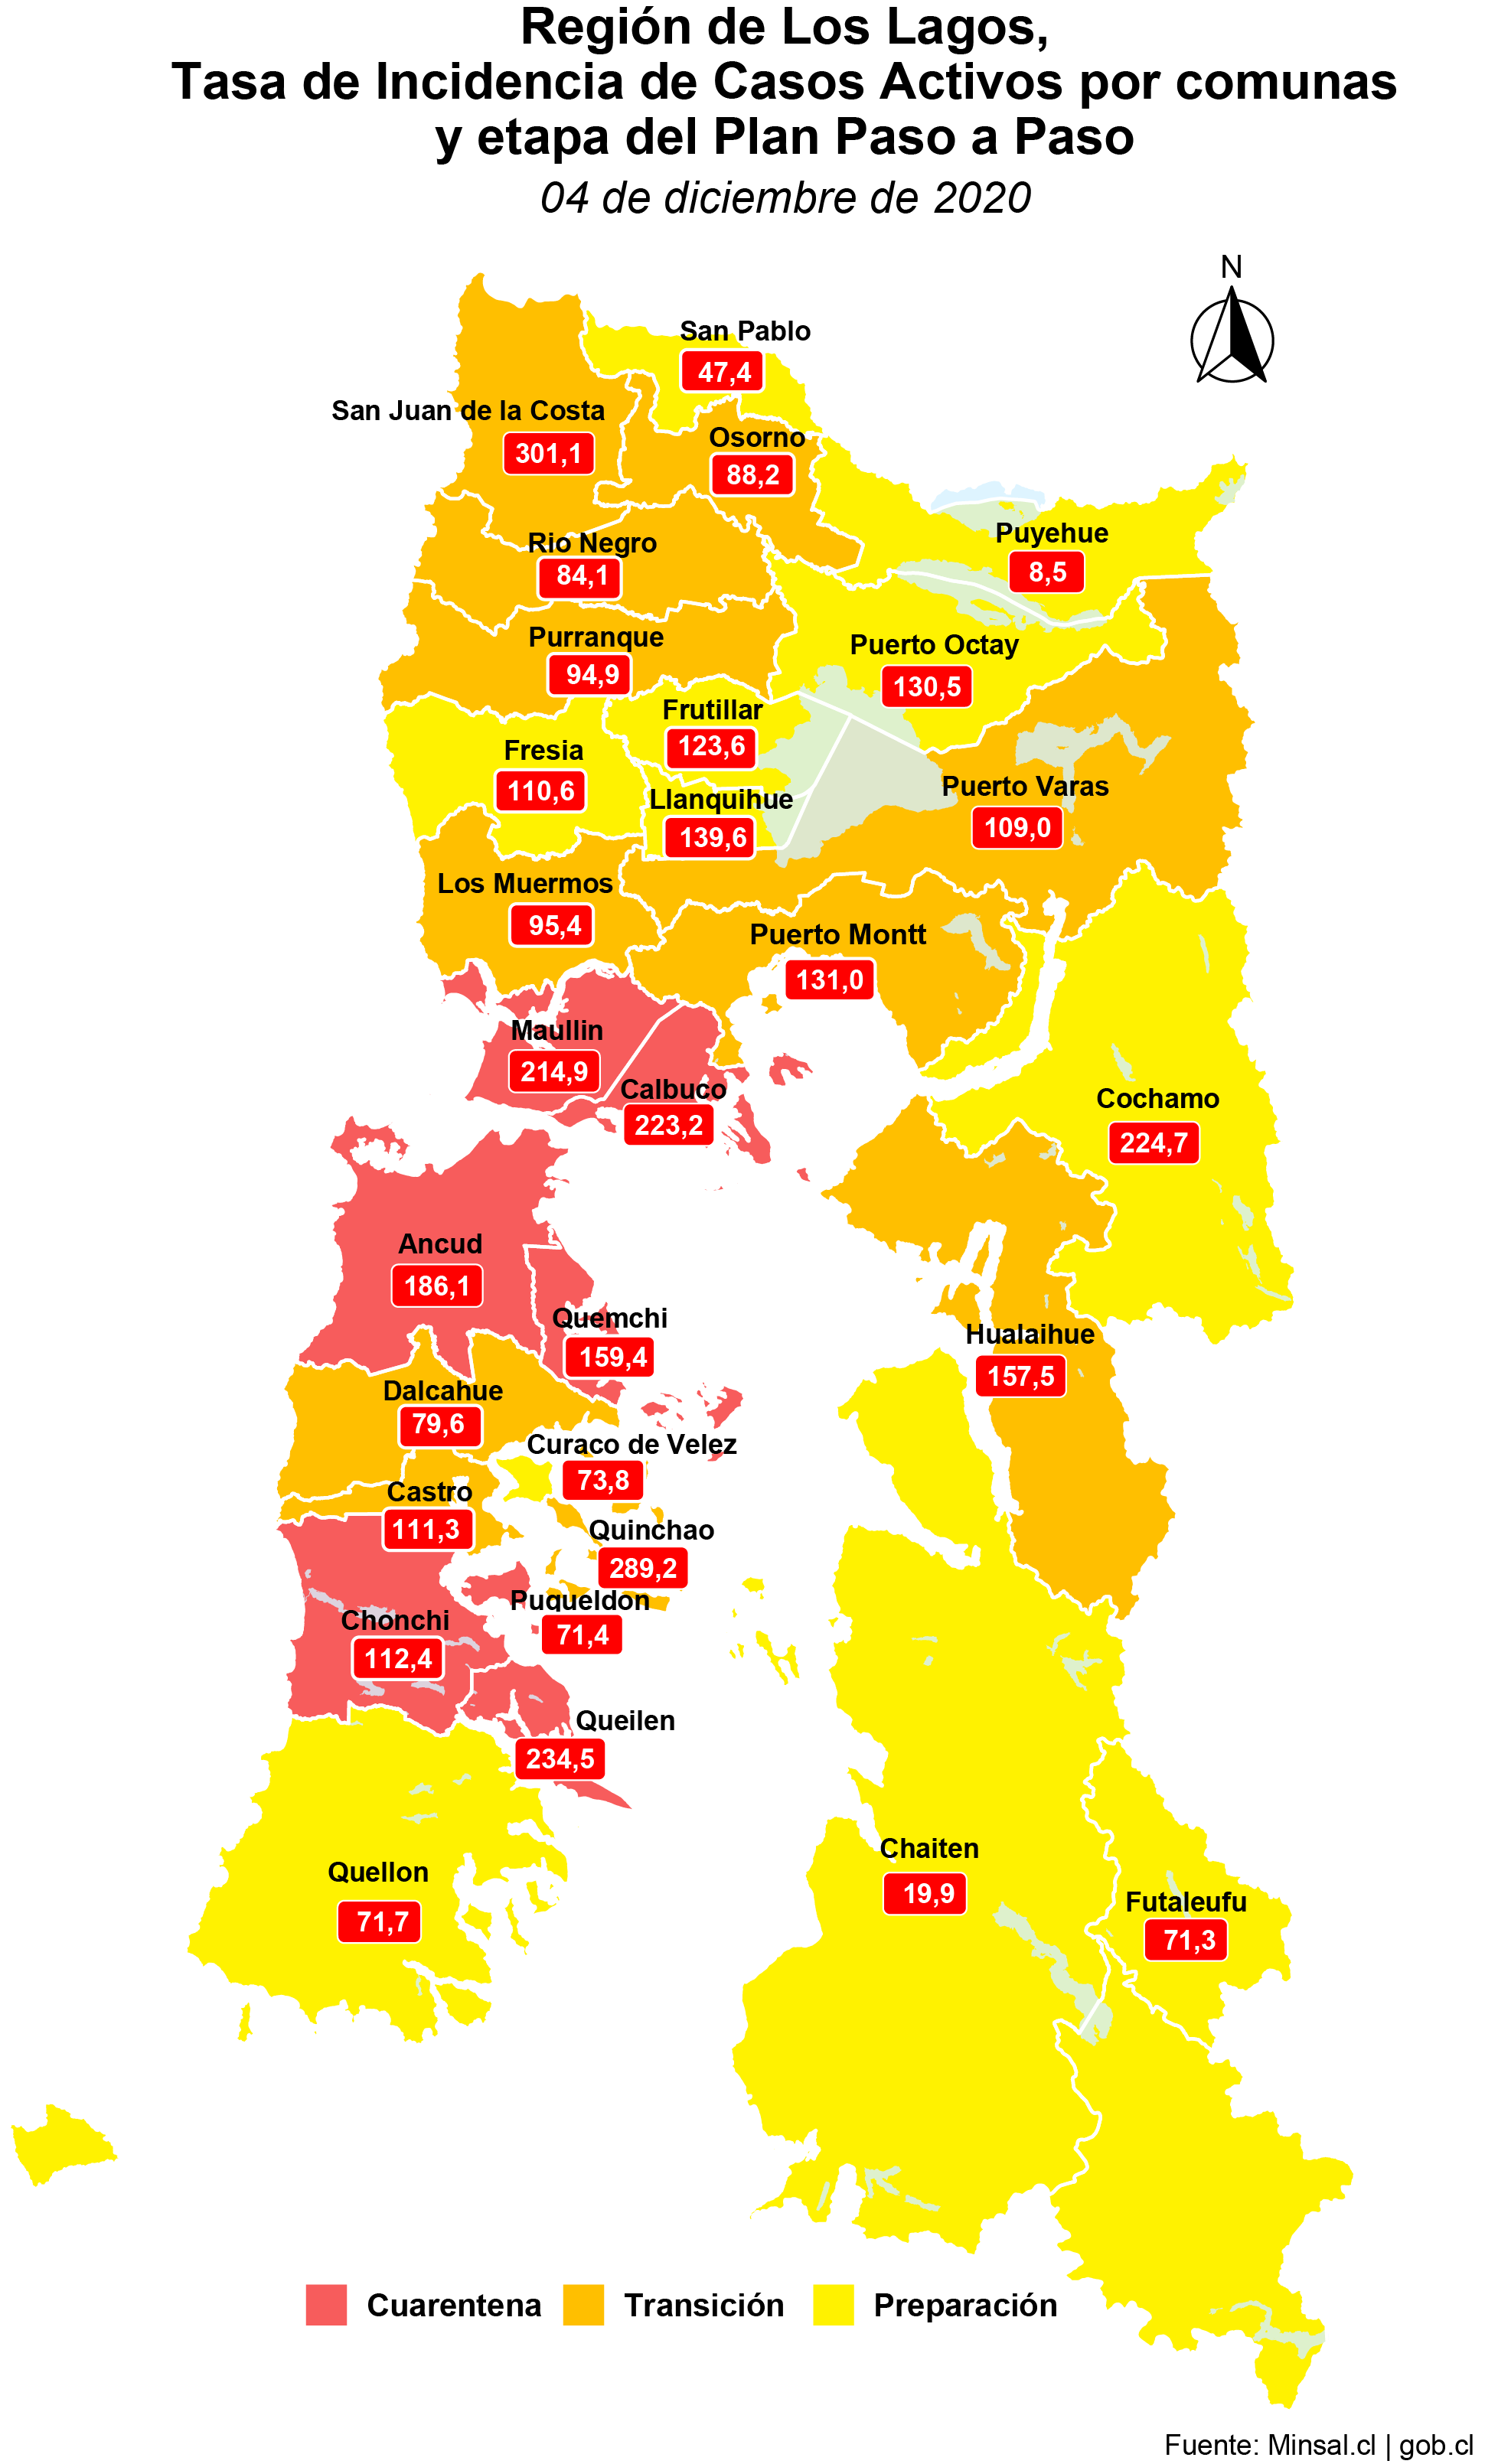 Región de Los Lagos,
Tasa de Incidencia de Casos Activos por comunas
y etapa del Plan Paso a Paso
04 de diciembre de 2020
N
San Pablo
47,4
San Juan de la Costa
301,1
Osorno
88,2
Puyehue
8,5
Rio Negro
84,1
Purranque
94,9
Puerto Octay
130,5
Frutillar
123,6
Fresia
110,6
Puerto Varas
109,0
Llanquihue
139,6
Los Muermos
95,4
Puerto Montt
131,0
Maullin
214,9
Calbuco
223,2
Cochamo
224,7
Ancud
186,1
Quemchi
159,4
Hualaihue
157,5
Dalcahue
79,6
Curaco de Velez
73,8
Castro
111,3
Quinchao
289,2
Puqueldon
71,4
Chonchi
112,4
Queilen
234,5
Chaiten
19,9
Quellon
71,7
Futaleufu
71,3
Cuarentena Transición Preparación
Fuente: Minsal.cl | gob.cl